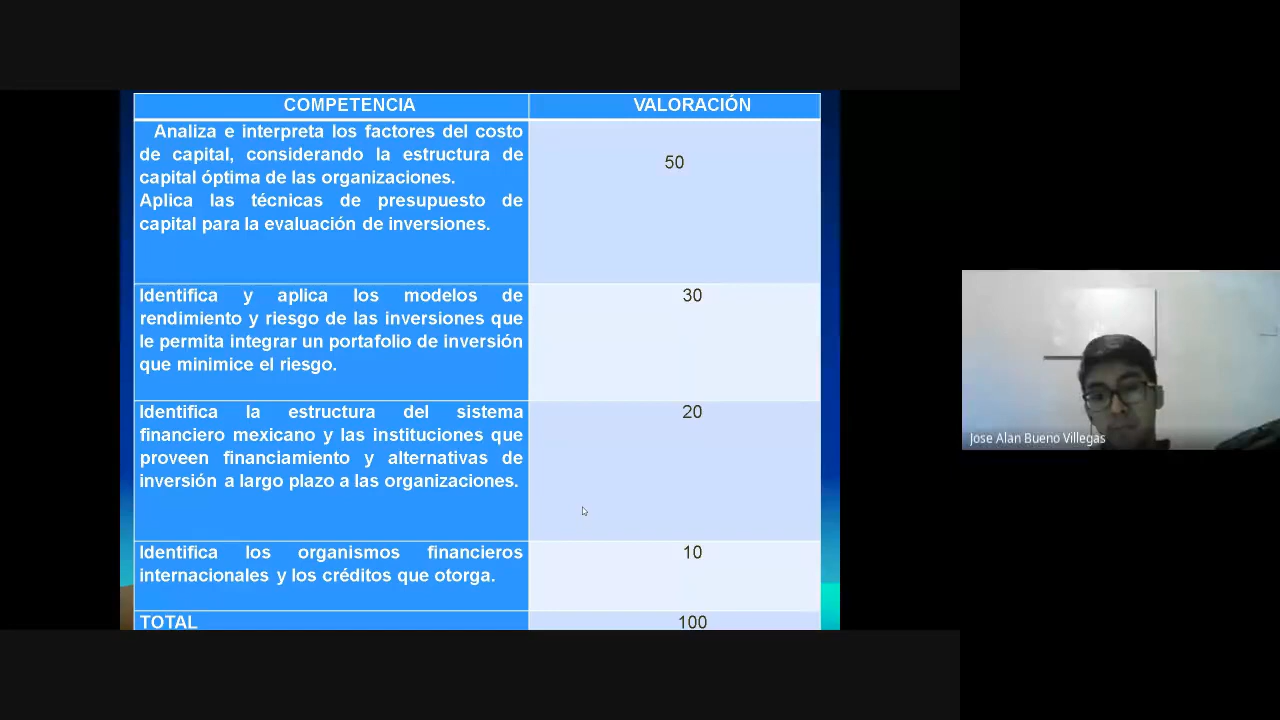 COMPETENCIA VALORACIÓN
Analiza e interpreta los factores del costo
de capital, considerando la estructura de
capital óptima de las organizaciones.
Aplica las técnicas de presupuesto de
capital para la evaluación de inversiones.
50
Identifica y aplica los modelos de
rendimiento y riesgo de las inversiones que
le permita integrar un portafolio de inversión
que minimice el riesgo.
30
Identifica la estructura del sistema
financiero mexicano y las instituciones que
proveen financiamiento y alternativas de
inversión a largo plazo a las organizaciones.
20
Identifica los organismos financieros
internacionales y los créditos que otorga.
10
TOTAL 100
Jose Alan Bueno Villegas